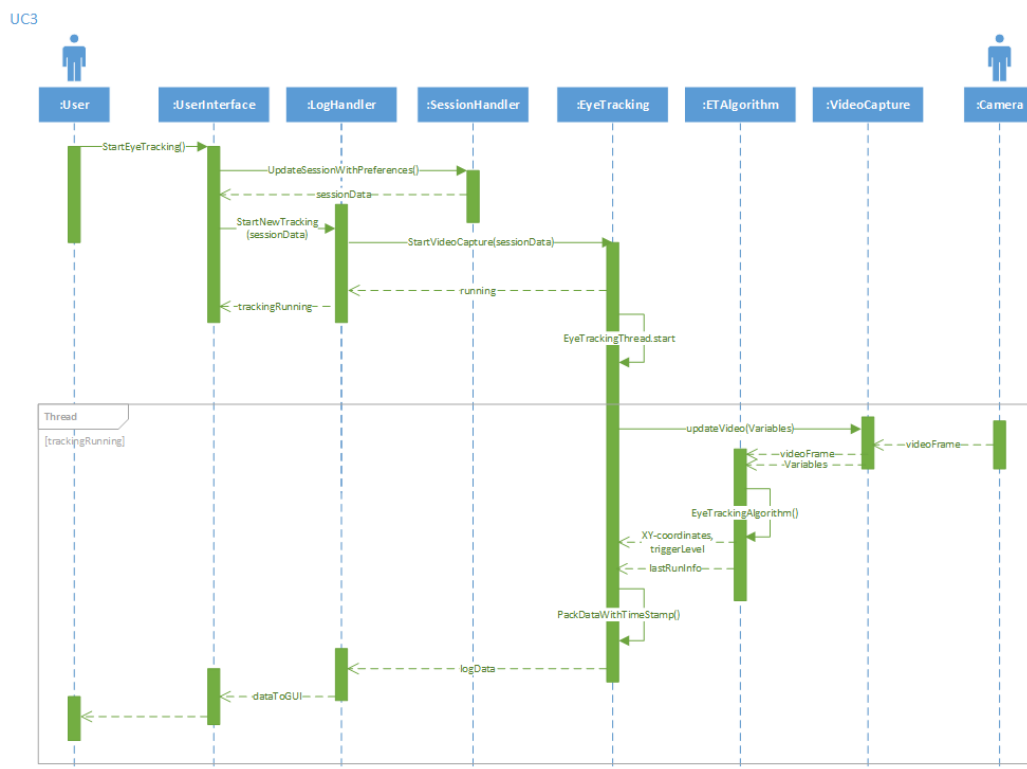 UC3
:User
:UserInterface
:LogHandler
:SessionHandler
:EyeTracking
:ETAlgorithm
:VideoCapture
:Camera
StartEyeTracking()
UpdateSessionWithPreferences()
sessionData
StartNewTracking
(sessionData)
StartVideoCapture(sessionData)
running
trackingRunning
EyeTrackingThread.start
Thread
[trackingRunning]
updateVideo(Variables)
videoFrame
videoFrame
Variables
EyeTrackingAlgorithm()
XY-coordinates,
triggerLevel
lastRunInfo
PackDataWithTimeStamp()
logData
dataToGUI